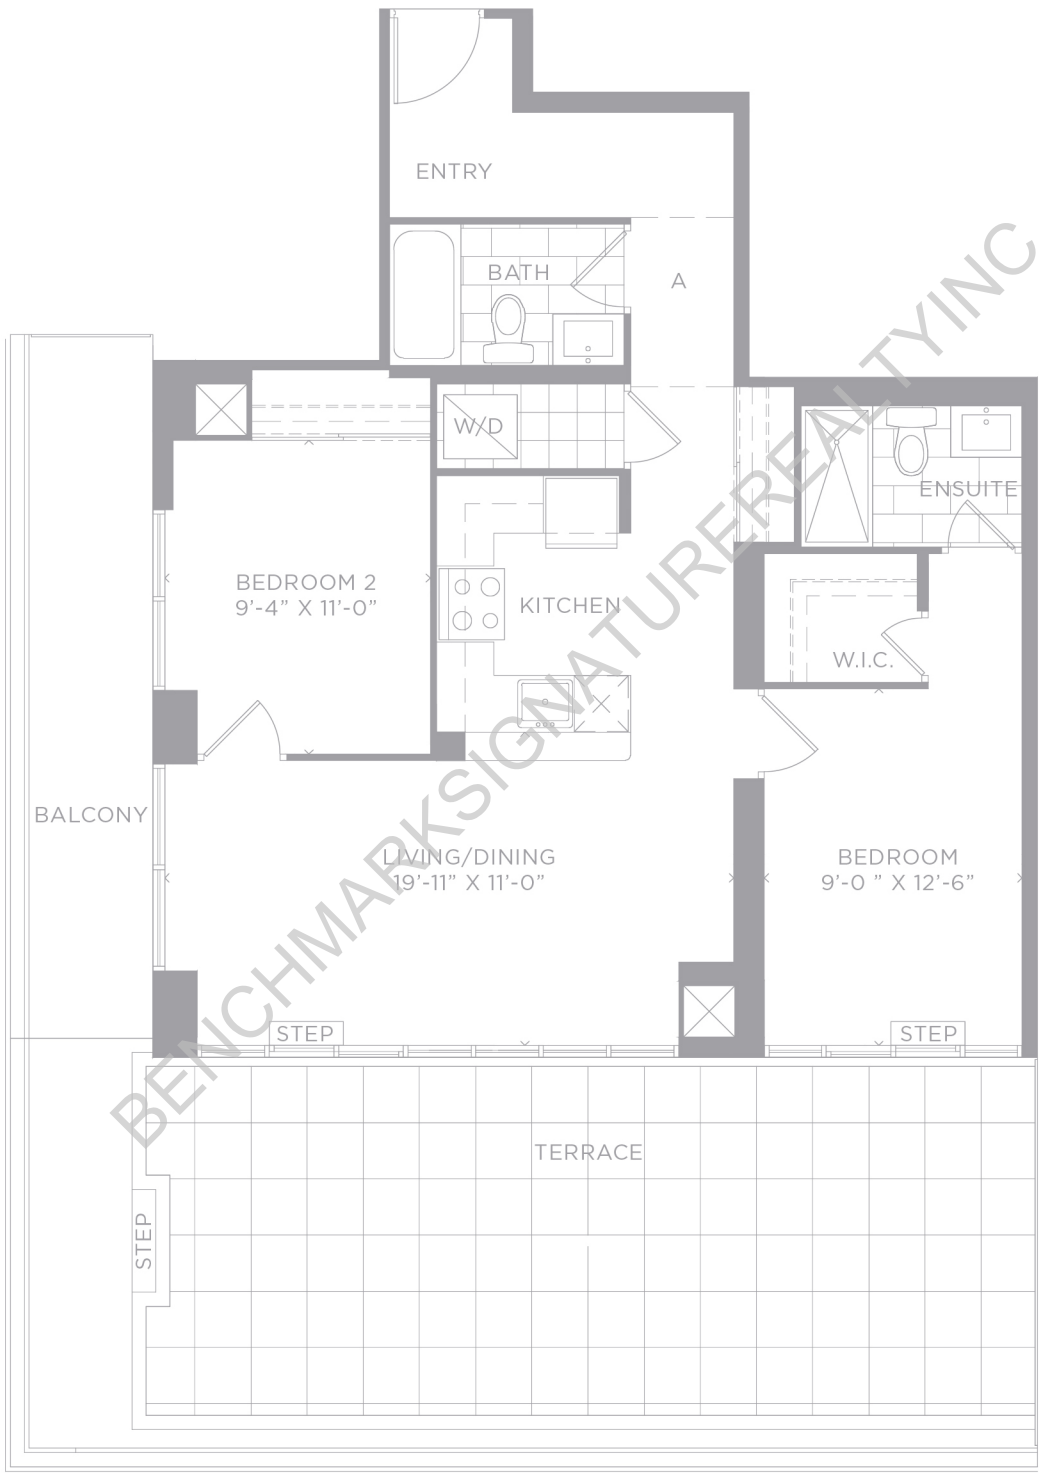 ENTRY
BATH
A
W/D
ENSUITE
BEDROOM 2
9'-4" X 11'-0"
KITCHEN
W.I.C.
BALCONY
LIVING/DINING
19'-11" X 11'-0"
BEDROOM
9'-0 " X 12'-6"
STEP
STEP
TERRACE
STEP
BENCHMARKSIGNATUREREALTYINC